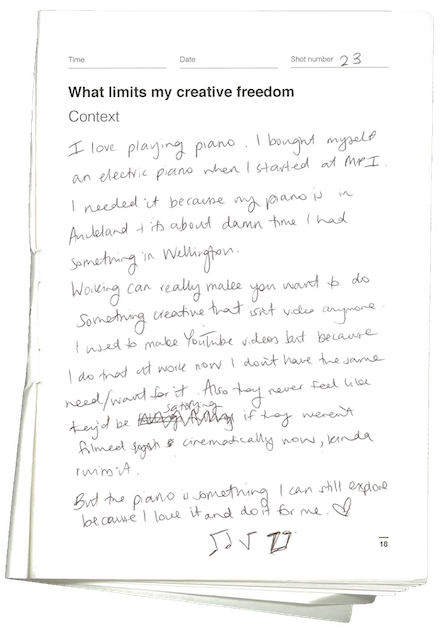 Time Date Shot number 23
What limits my creative freedom
Context
I love playing piano. I bought myself
an electric piano when I started at MPI.
I needed it because my piano is in
Auckland + it's about damn time I had
something in Wellington.
Working can really make you want to do
something creative that isn't video anymore.
I used to make YouTube videos but because
I do that at work now I don't have the same
need/want for it. Also they never feel like
they'd be satisfying if they weren't
filmed cinematically now, kinda
ruins it.
But the piano is something I can still explore
because I love it and do it for me.
18